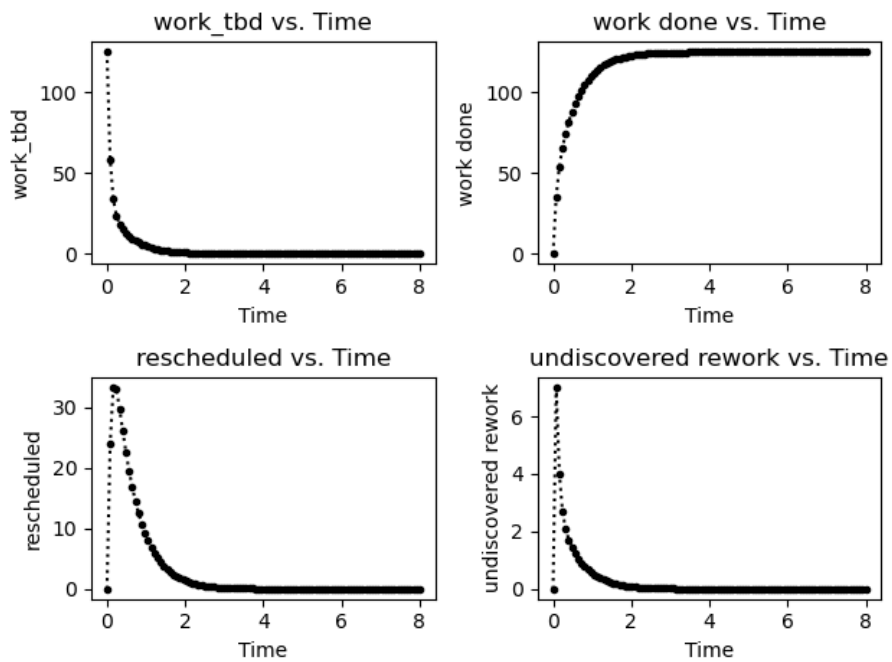 work_tbd vs. Time
work done vs. Time
100
50
0
work_tbd
0 2 4 6 8
Time
100
50
0
work done
0 2 4 6 8
Time
rescheduled vs. Time
undiscovered rework vs. Time
30
20
10
0
rescheduled
0 2 4 6 8
Time
6
4
2
0
undiscovered rework
0 2 4 6 8
Time